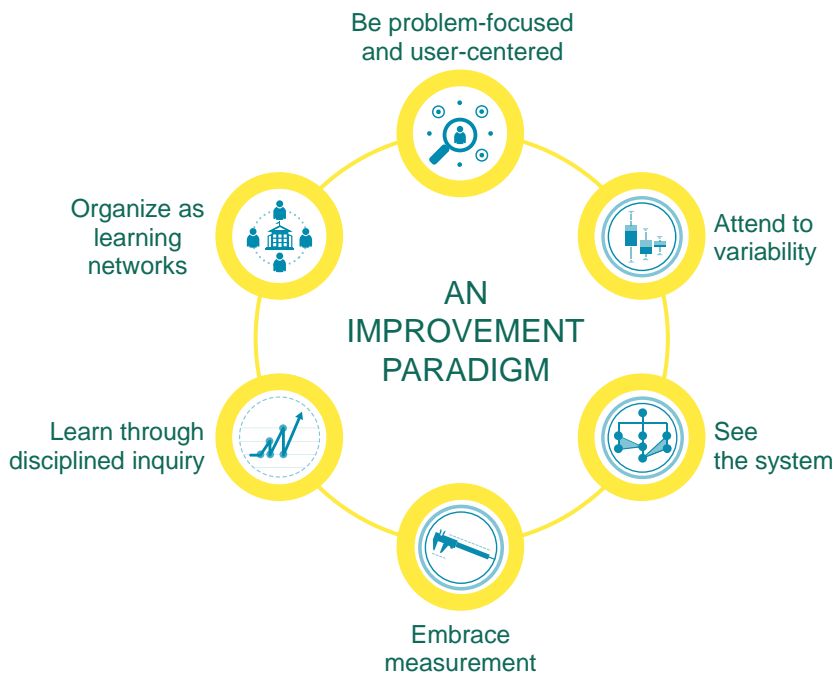 Be problem-focused
and user-centered
Attend to
variability
See
the system
Embrace
measurement
Learn through
disciplined inquiry
Organize as
learning
networks
AN
IMPROVEMENT
PARADIGM